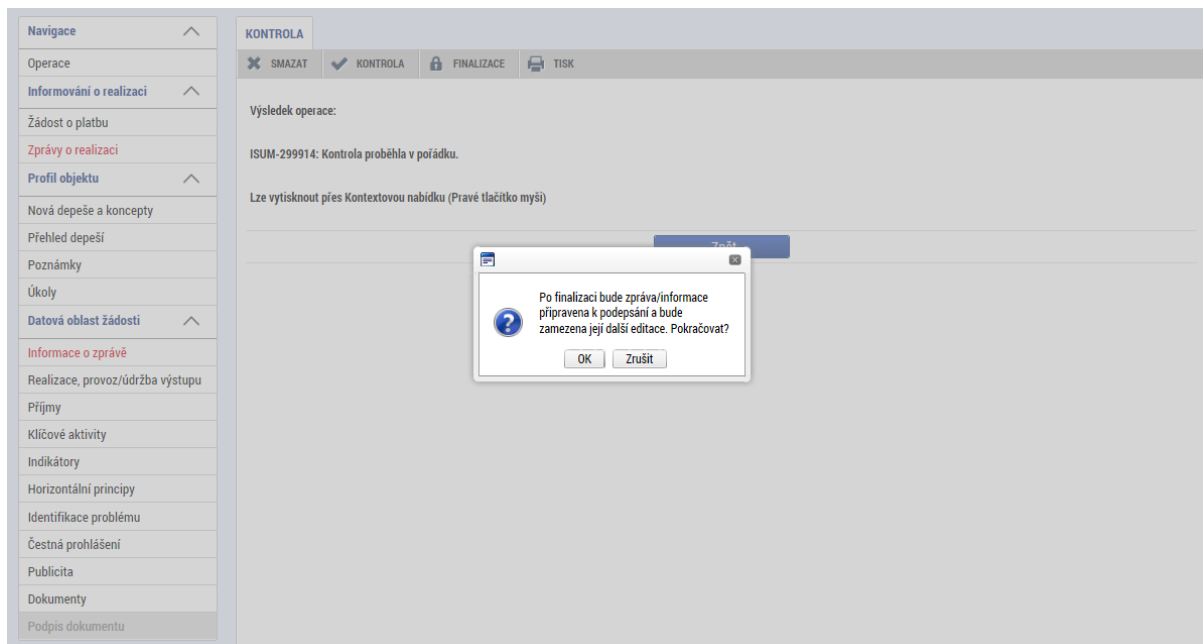 Navigace
Operace
Informování o realizaci
Žádost o platbu
Zprávy o realizaci
Profil objektu
Nová depeše a koncepty
Přehled depeší
Poznámky
Úkoly
Datová oblast žádosti
Informace o zprávě
Realizace, provoz/údržba výstupu
Příjmy
Klíčové aktivity
Indikátory
Horizontální principy
Identifikace problému
Čestná prohlášení
Publicita
Dokumenty
Podpis dokumentu
KONTROLA
SMAZAT KONTROLA FINALIZACE TISK
Výsledek operace:
ISUM-299914: Kontrola proběhla v pořádku.
Lze vytisknout přes Kontextovou nabídku (Pravé tlačítko myši)
Zpět
Po finalizaci bude zpráva/informace
připravena k podepsání a bude
zamezena její další editace. Pokračovat?
OK Zrušit